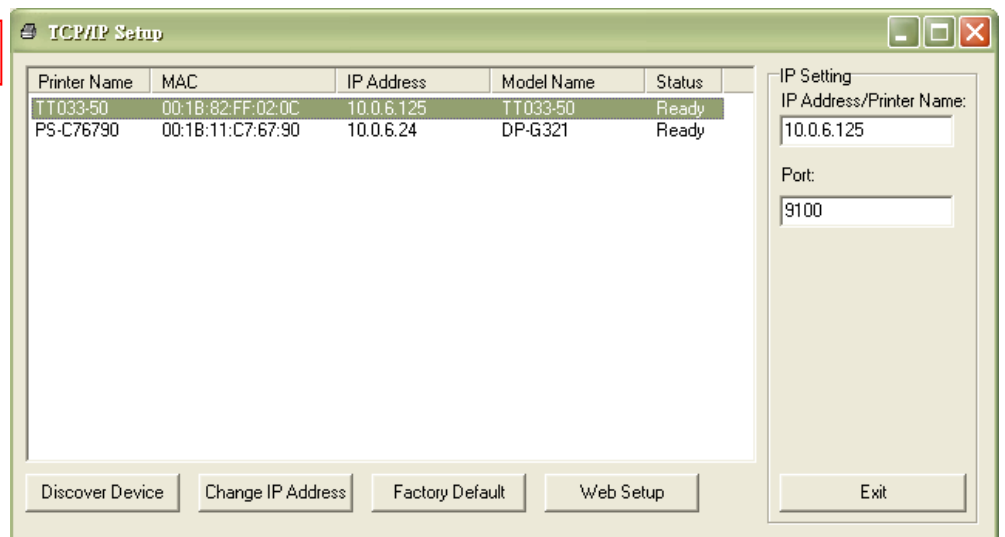 TCP/IP Setup
Printer Name MAC IP Address Model Name Status
TT033-50 00:1B:82:FF:02:0C 10.0.6.125 TT033-50 Ready
PS-C76790 00:1B:11:C7:67:90 10.0.6.24 DP-G321 Ready
IP Setting
IP Address/Printer Name:
10.0.6.125
Port:
9100
Discover Device Change IP Address Factory Default Web Setup Exit